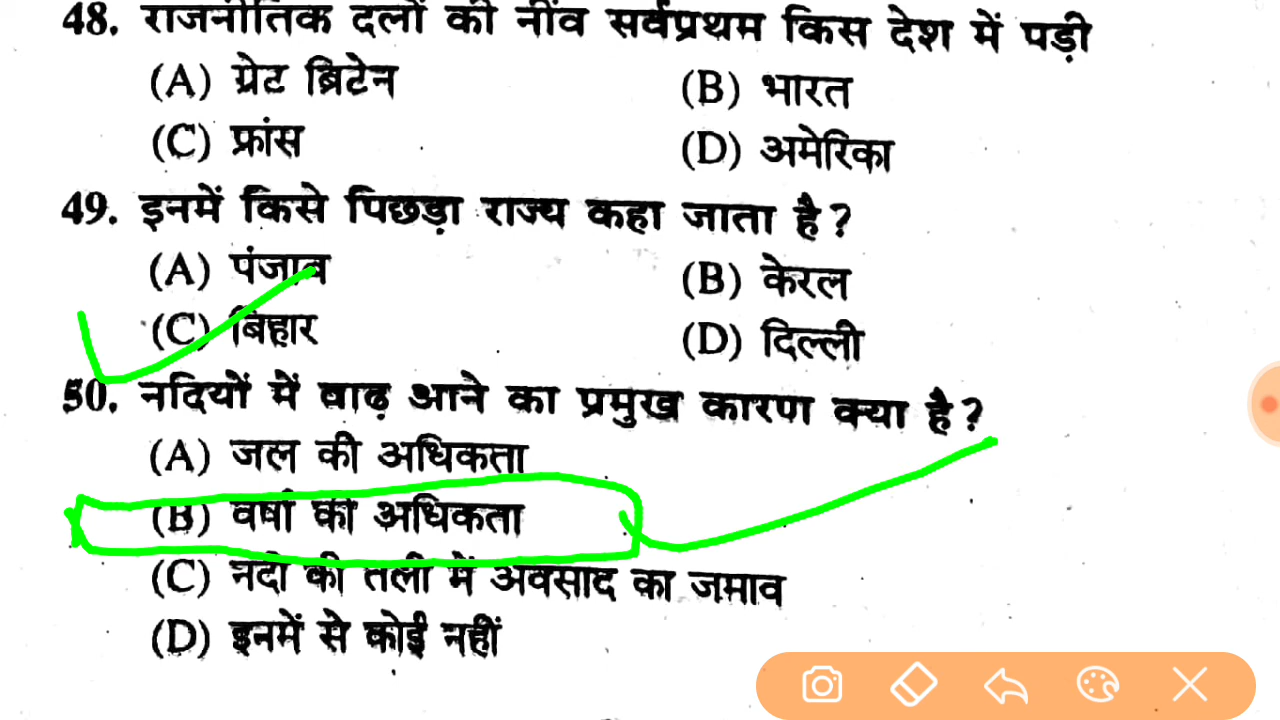 48. राजनीतिक दलों की नींव सर्वप्रथम किस देश में पड़ी
(A) ग्रेट ब्रिटेन (B) भारत
(C) फ्रांस (D) अमेरिका
49. इनमें किसे पिछड़ा राज्य कहा जाता है?
(A) पंजाब (B) केरल
(C) बिहार (D) दिल्ली
50. नदियों में बाढ़ आने का प्रमुख कारण क्या है?
(A) जल की अधिकता
(B) वर्षा की अधिकता
(C) नदी की तली में अवसाद का जमाव
(D) इनमें से कोई नहीं